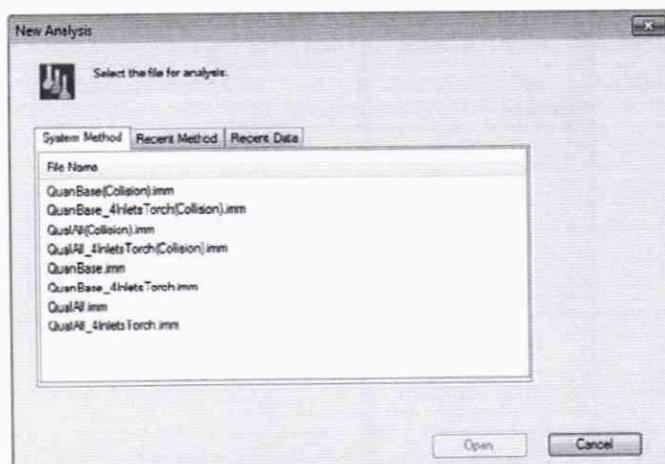 New Analysis
Select the file for analysis.
System Method Recent Method Recent Data
File Name
QuanBase(Collision).imm
QuanBase_4InletsTorch(Collision).imm
QualAll(Collision).imm
QualAll_4InletsTorch(Collision).imm
QuanBase.imm
QuanBase_4InletsTorch.imm
QualAll.imm
QualAll_4InletsTorch.imm
Open Cancel